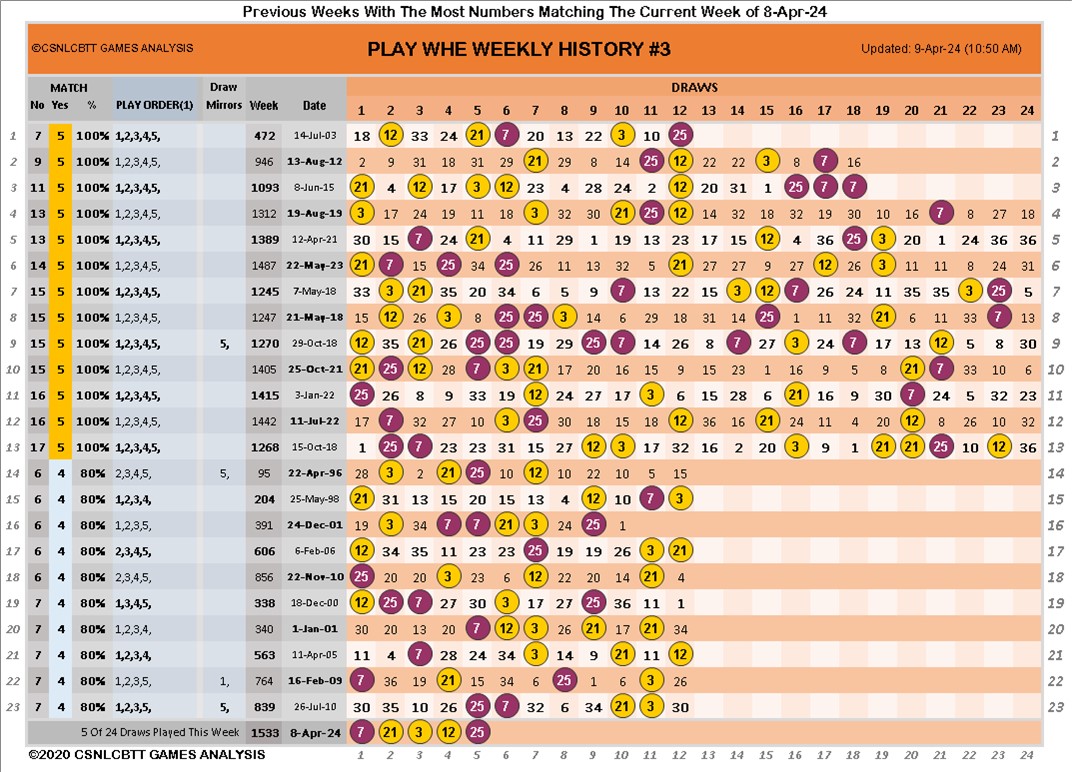 Previous Weeks With The Most Numbers Matching The Current Week of 8-Apr-24
©CSNLCBTT GAMES ANALYSIS PLAY WHE WEEKLY HISTORY #3 Updated: 9-Apr-24 (10:50 AM)
MATCH Draw DRAWS
No Yes % PLAY ORDER(1) Mirrors Week Date 1 2 3 4 5 6 7 8 9 10 11 12 13 14 15 16 17 18 19 20 21 22 23 24
1 7 5 100% 1,2,3,4,5, 472 14-Jul-03 18 12 33 24 21 7 20 13 22 3 10 25 1
2 9 5 100% 1,2,3,4,5, 946 13-Aug-12 2 9 31 18 31 29 21 29 8 14 25 12 22 22 3 8 7 16 2
3 11 5 100% 1,2,3,4,5, 1093 8-Jun-15 21 4 12 17 3 12 23 4 28 24 2 12 20 31 1 25 7 7 3
4 13 5 100% 1,2,3,4,5, 1312 19-Aug-19 3 17 24 19 11 18 3 32 30 21 25 12 14 32 18 32 19 30 10 16 7 8 27 18 4
5 13 5 100% 1,2,3,4,5, 1389 12-Apr-21 30 15 7 24 21 4 11 29 1 19 13 23 17 15 12 4 36 25 3 20 1 24 36 36 5
6 14 5 100% 1,2,3,4,5, 1487 22-May-23 21 7 15 25 34 25 26 11 13 32 5 21 27 27 9 27 12 26 3 11 11 8 24 31 6
7 15 5 100% 1,2,3,4,5, 1245 7-May-18 33 3 21 35 20 34 6 5 9 7 13 22 15 3 12 7 26 24 11 35 35 3 25 5 7
8 15 5 100% 1,2,3,4,5, 1247 21-May-18 15 12 26 3 8 25 7 3 14 6 29 18 31 14 25 1 11 32 21 6 11 33 7 13 8
9 15 5 100% 1,2,3,4,5, 5, 1270 29-Oct-18 12 35 21 26 25 25 19 29 25 7 14 26 8 7 27 3 24 7 17 13 12 5 8 30 9
10 15 5 100% 1,2,3,4,5, 1405 25-Oct-21 21 25 12 28 7 3 21 17 20 16 15 9 15 23 1 16 9 5 8 21 7 33 10 6 10
11 16 5 100% 1,2,3,4,5, 1415 3-Jan-22 25 26 8 9 33 19 12 24 27 17 3 6 15 28 6 21 16 9 30 7 24 5 32 23 11
12 16 5 100% 1,2,3,4,5, 1442 11-Jul-22 17 7 32 27 10 3 25 30 18 15 36 12 36 16 21 24 11 4 20 12 8 26 10 32 12
13 17 5 100% 1,2,3,4,5, 1268 15-Oct-18 1 25 7 23 23 31 15 27 12 3 17 32 16 2 20 3 9 1 21 21 25 10 12 36 13
14 6 4 80% 2,3,4,5, 5, 95 22-Apr-96 28 3 2 21 25 10 12 10 22 10 5 15 14
15 6 4 80% 1,2,3,4, 204 25-May-98 21 31 13 15 20 15 13 4 12 10 7 3 15
16 6 4 80% 1,2,3,5, 391 24-Dec-01 19 3 34 7 7 21 3 24 25 1 16
17 6 4 80% 2,3,4,5, 606 6-Feb-06 12 34 35 11 23 23 25 19 19 26 3 21 17
18 6 4 80% 2,3,4,5, 856 22-Nov-10 25 20 20 3 23 6 12 22 20 14 21 4 18
19 7 4 80% 1,3,4,5, 338 18-Dec-00 12 25 7 27 30 3 17 27 25 36 11 1 19
20 7 4 80% 1,2,3,4, 340 1-Jan-01 30 20 13 20 7 12 3 26 21 17 21 34 20
21 7 4 80% 1,2,3,4, 563 11-Apr-05 11 4 7 28 24 34 3 14 9 21 11 12 21
22 7 4 80% 1,2,3,5, 1, 764 16-Feb-09 7 36 19 21 15 34 6 25 1 6 3 26 22
23 7 4 80% 1,2,3,5, 5, 839 26-Jul-10 30 35 10 26 25 7 32 6 34 21 3 30 23
5 Of 24 Draws Played This Week 1533 8-Apr-24 7 21 3 12 25
©2020 CSNLCBTT GAMES ANALYSIS 1 2 3 4 5 6 7 8 9 10 11 12 13 14 15 16 17 18 19 20 21 22 23 24